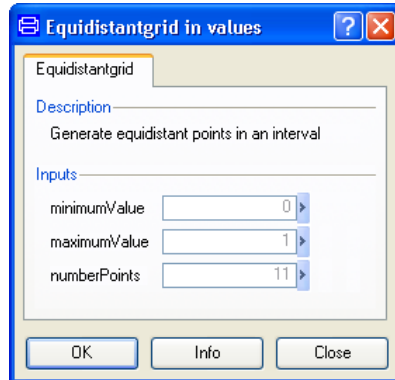 Equidistantgrid in values
Equidistantgrid
Description
Generate equidistant points in an interval
Inputs
minimumValue 0
maximumValue 1
numberPoints 11
OK Info Close